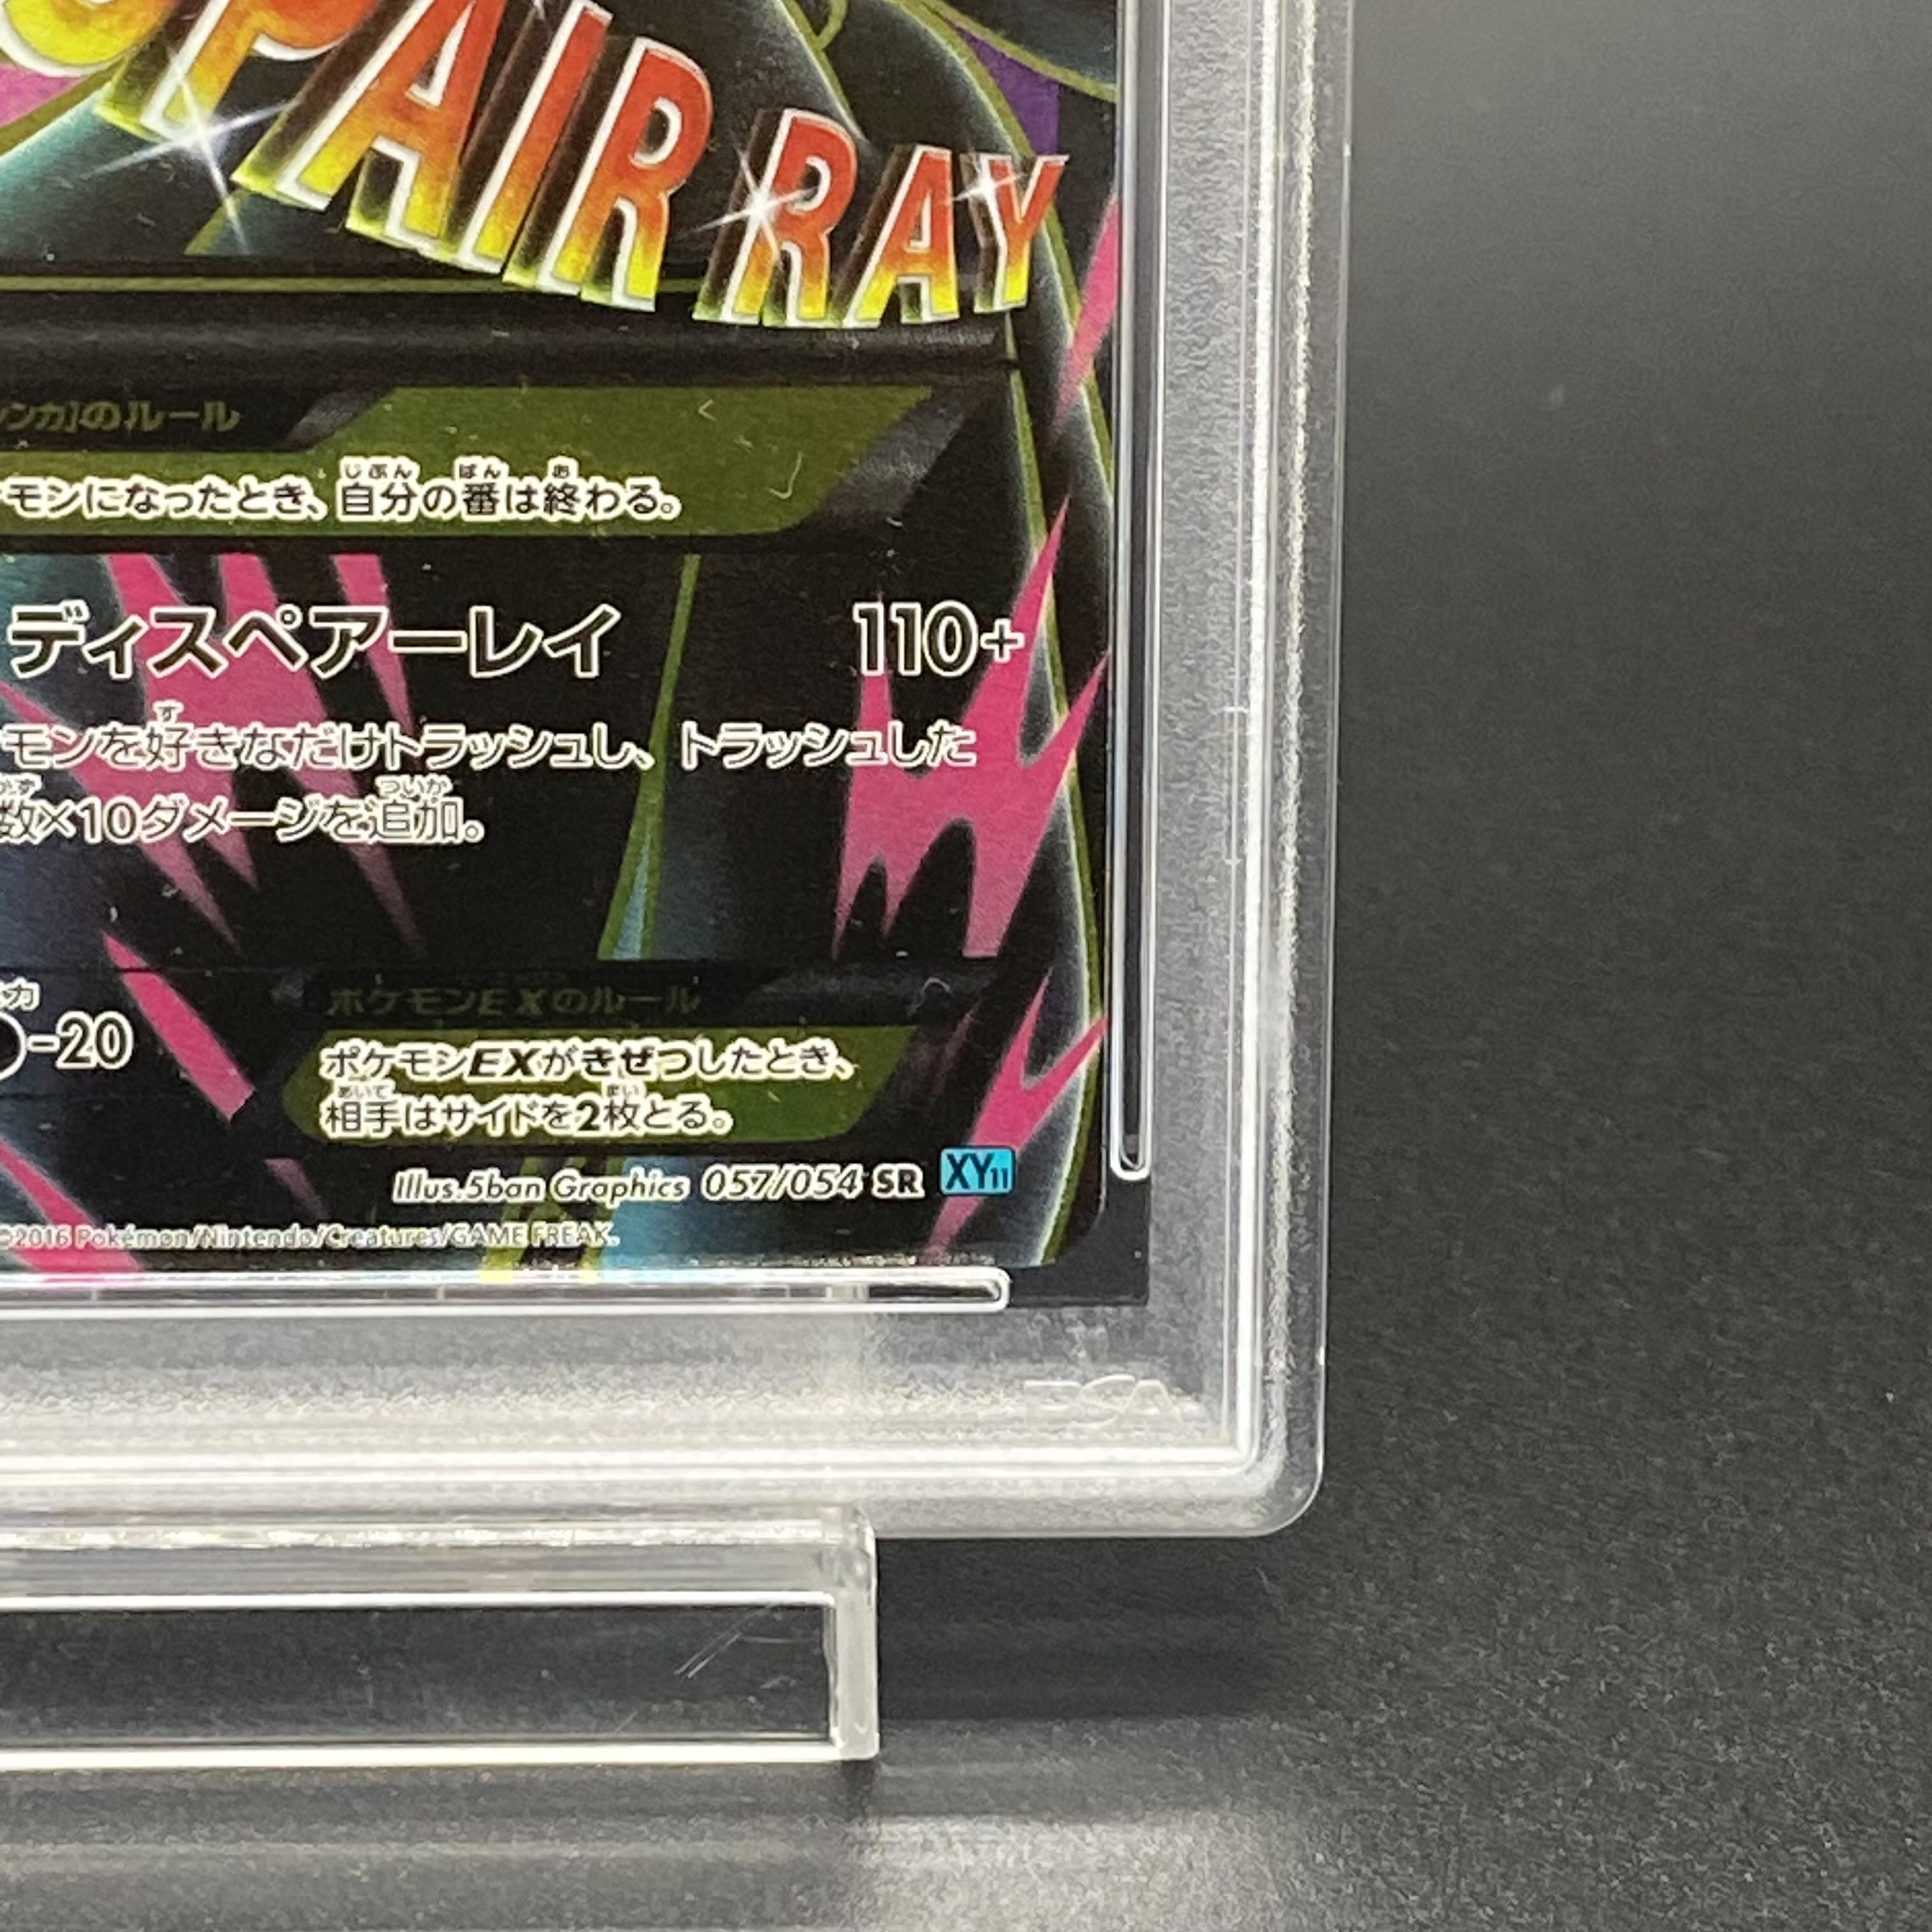 PAIR RAY
ンカ]のルール
モンになったとき、自分の番は終わる。
ディスペアーレイ 110+
モンを好きなだけトラッシュし、トラッシュした
数×10ダメージを追加。
-20
ポケモンEXのルール
ポケモンEXがきぜつしたとき、
相手はサイドを2枚とる。
Illus.5ban Graphics 057/054 SR XY11
©2016 Pokémon/Nintendo/Creatures/GAME FREAK.
PSA